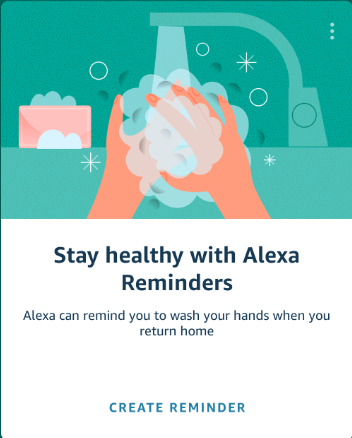 Stay healthy with Alexa
Reminders
Alexa can remind you to wash your hands when you
return home
CREATE REMINDER